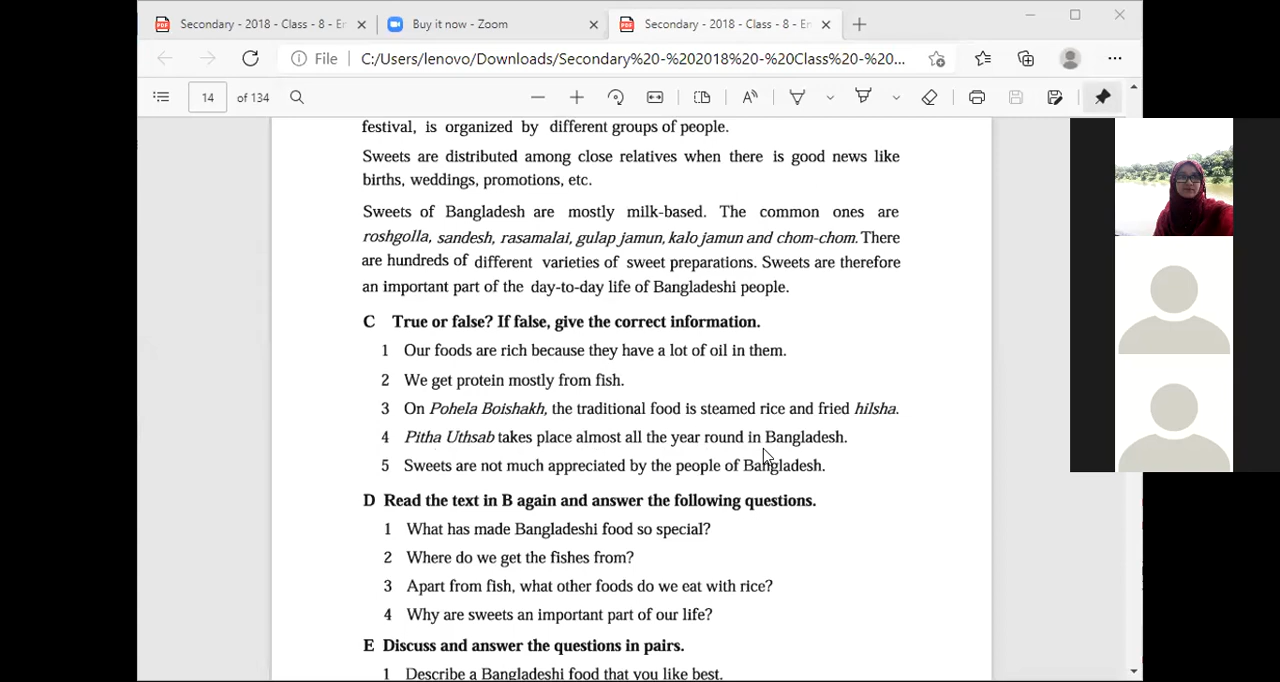 Secondary - 2018 - Class - 8 - Er
Buy it now - Zoom
Secondary - 2018 - Class - 8 - En
File
C:/Users/lenovo/Downloads/Secondary%20-%202018%20-%20Class%20-%20...
14 of 134
festival, is organized by different groups of people.
Sweets are distributed among close relatives when there is good news like
births, weddings, promotions, etc.
Sweets of Bangladesh are mostly milk-based. The common ones are
roshgolla, sandesh, rasamalai, gulap jamun, kalo jamun and chom-chom. There
are hundreds of different varieties of sweet preparations. Sweets are therefore
an important part of the day-to-day life of Bangladeshi people.
C True or false? If false, give the correct information.
1 Our foods are rich because they have a lot of oil in them.
2 We get protein mostly from fish.
3 On Pohela Boishakh, the traditional food is steamed rice and fried hilsha.
4 Pitha Uthsab takes place almost all the year round in Bangladesh.
5 Sweets are not much appreciated by the people of Bangladesh.
D Read the text in B again and answer the following questions.
1 What has made Bangladeshi food so special?
2 Where do we get the fishes from?
3 Apart from fish, what other foods do we eat with rice?
4 Why are sweets an important part of our life?
E Discuss and answer the questions in pairs.
1 Describe a Bangladeshi food that you like best.